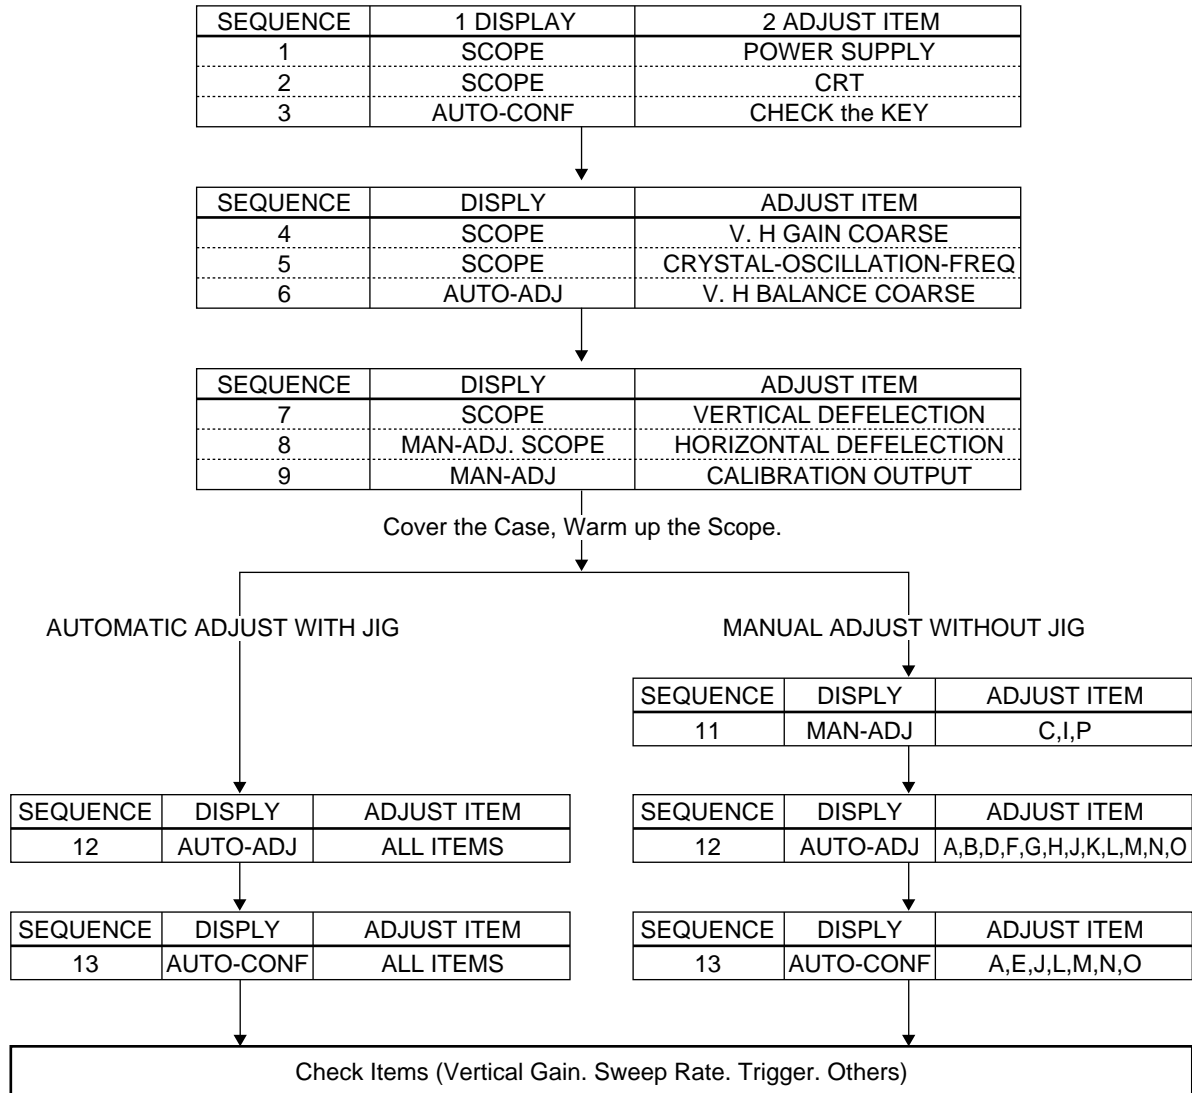 SEQUENCE 1 DISPLAY 2 ADJUST ITEM
1 SCOPE POWER SUPPLY
2 SCOPE CRT
3 AUTO-CONF CHECK the KEY
SEQUENCE DISPLY ADJUST ITEM
4 SCOPE V. H GAIN COARSE
5 SCOPE CRYSTAL-OSCILLATION-FREQ
6 AUTO-ADJ V. H BALANCE COARSE
SEQUENCE DISPLY ADJUST ITEM
7 SCOPE VERTICAL DEFELECTION
8 MAN-ADJ. SCOPE HORIZONTAL DEFELECTION
9 MAN-ADJ CALIBRATION OUTPUT
Cover the Case, Warm up the Scope.
AUTOMATIC ADJUST WITH JIG
MANUAL ADJUST WITHOUT JIG
SEQUENCE DISPLY ADJUST ITEM
11 MAN-ADJ C,I,P
SEQUENCE DISPLY ADJUST ITEM
12 AUTO-ADJ ALL ITEMS
SEQUENCE DISPLY ADJUST ITEM
12 AUTO-ADJ A,B,D,F,G,H,J,K,L,M,N,O
SEQUENCE DISPLY ADJUST ITEM
13 AUTO-CONF ALL ITEMS
SEQUENCE DISPLY ADJUST ITEM
13 AUTO-CONF A,E,J,L,M,N,O
Check Items (Vertical Gain. Sweep Rate. Trigger. Others)